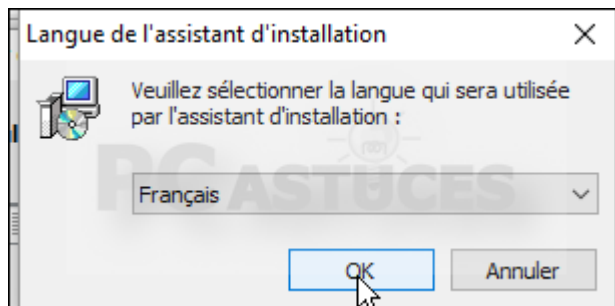 Langue de l'assistant d'installation
Veuillez sélectionner la langue qui sera utilisée
par l'assistant d'installation :
PC ASTUCES
Français
OK
Annuler